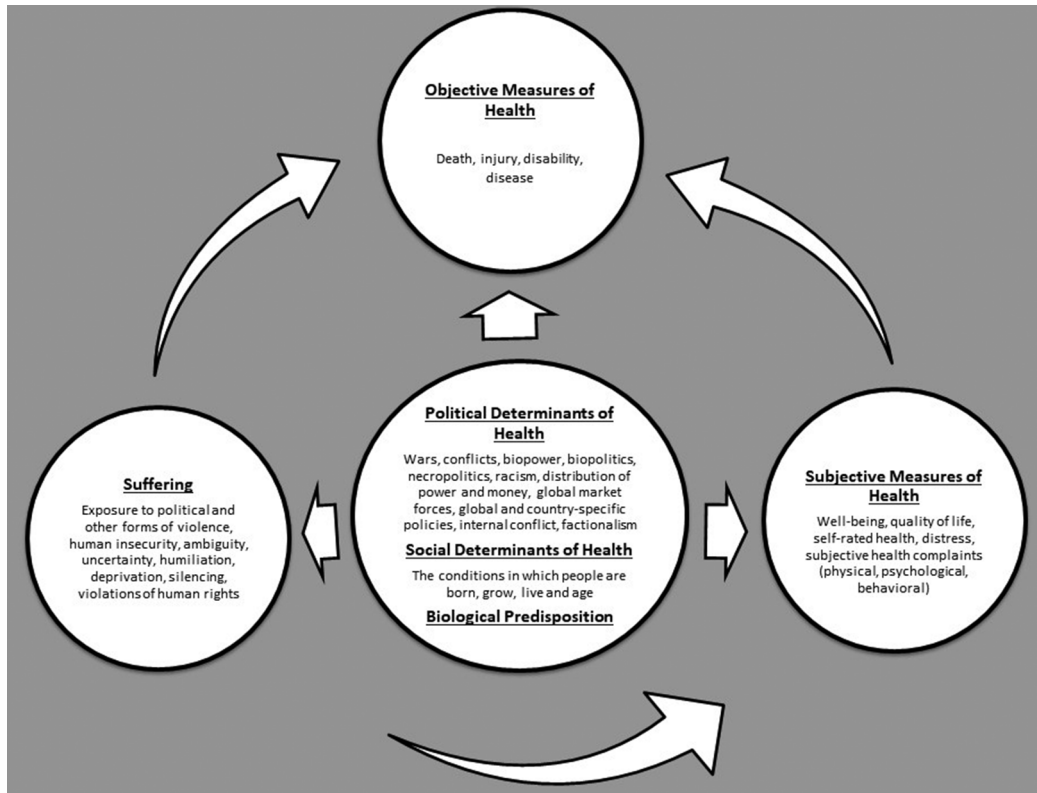 Objective Measures of
Health
Death, injury, disability,
disease
Political Determinants of
Health
Wars, conflicts, biopower, biopolitics,
necropolitics, racism, distribution of
power and money, global market
forces, global and country-specific
policies, internal conflict, factionalism
Social Determinants of Health
The conditions in which people are
born, grow, live and age
Biological Predisposition
Suffering
Exposure to political and
other forms of violence,
human insecurity, ambiguity,
uncertainty, humiliation,
deprivation, silencing,
violations of human rights
Subjective Measures of
Health
Well-being, quality of life,
self-rated health, distress,
subjective health complaints
(physical, psychological,
behavioral)